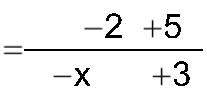 −2 +5
=
−x +3